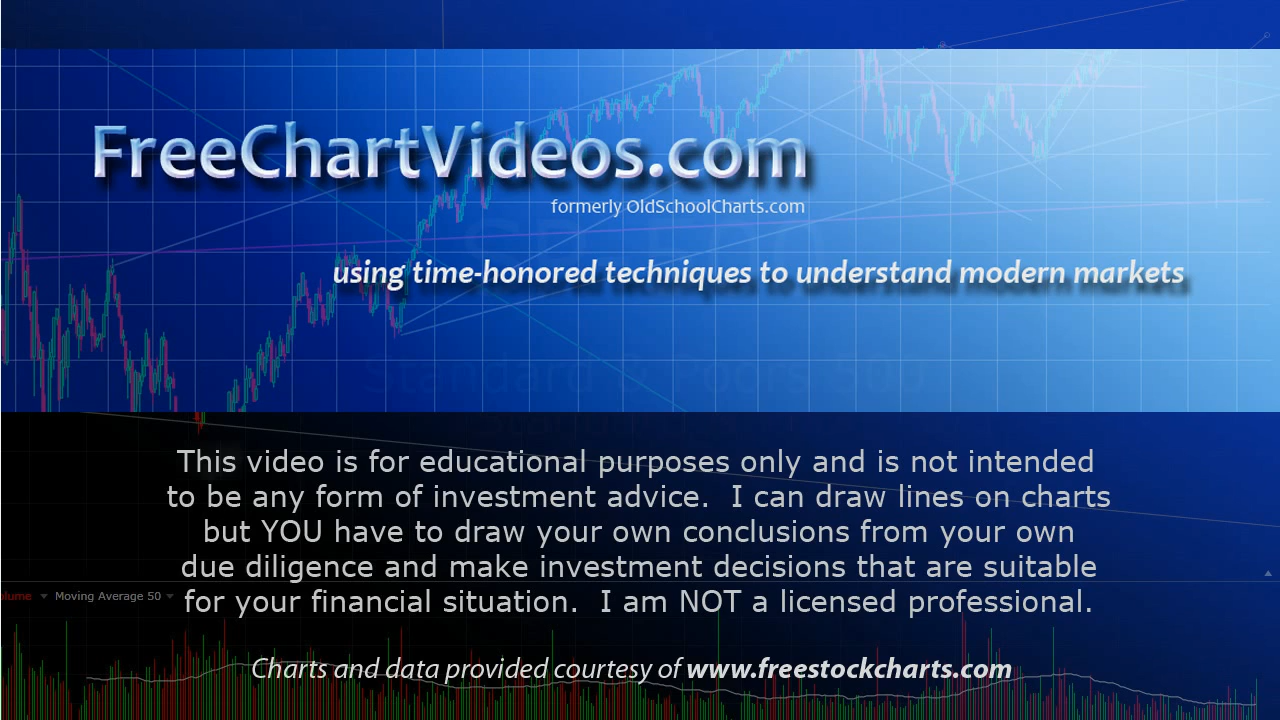 FreeChartVideos.com
formerly OldSchoolCharts.com
using time-honored techniques to understand modern markets
Standard & Poors 500
This video is for educational purposes only and is not intended
to be any form of investment advice.  I can draw lines on charts
but YOU have to draw your own conclusions from your own
due diligence and make investment decisions that are suitable
for your financial situation.  I am NOT a licensed professional.
Moving Average 50
Charts and data provided courtesy of www.freestockcharts.com